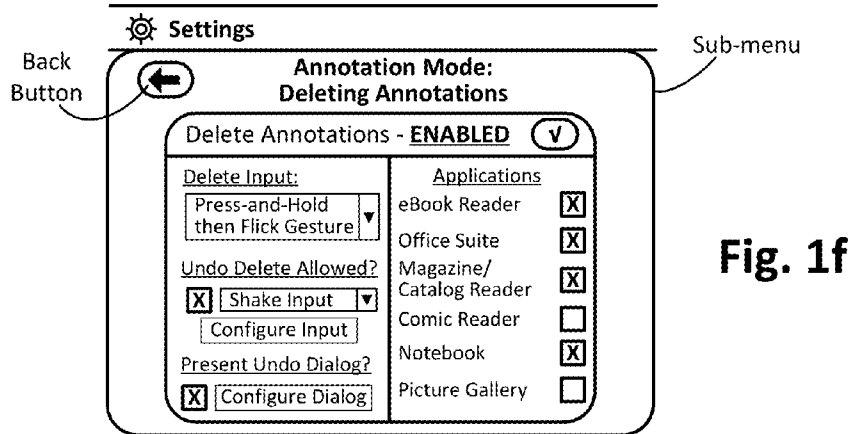 Settings
Back
Button
Sub-menu
Annotation Mode:
Deleting Annotations
Delete Annotations - ENABLED √
Delete Input:
Press-and-Hold
then Flick Gesture
Undo Delete Allowed?
X Shake Input
Configure Input
Present Undo Dialog?
X Configure Dialog
Applications
eBook Reader X
Office Suite X
Magazine/
Catalog Reader X
Comic Reader
Notebook X
Picture Gallery
Fig. 1f